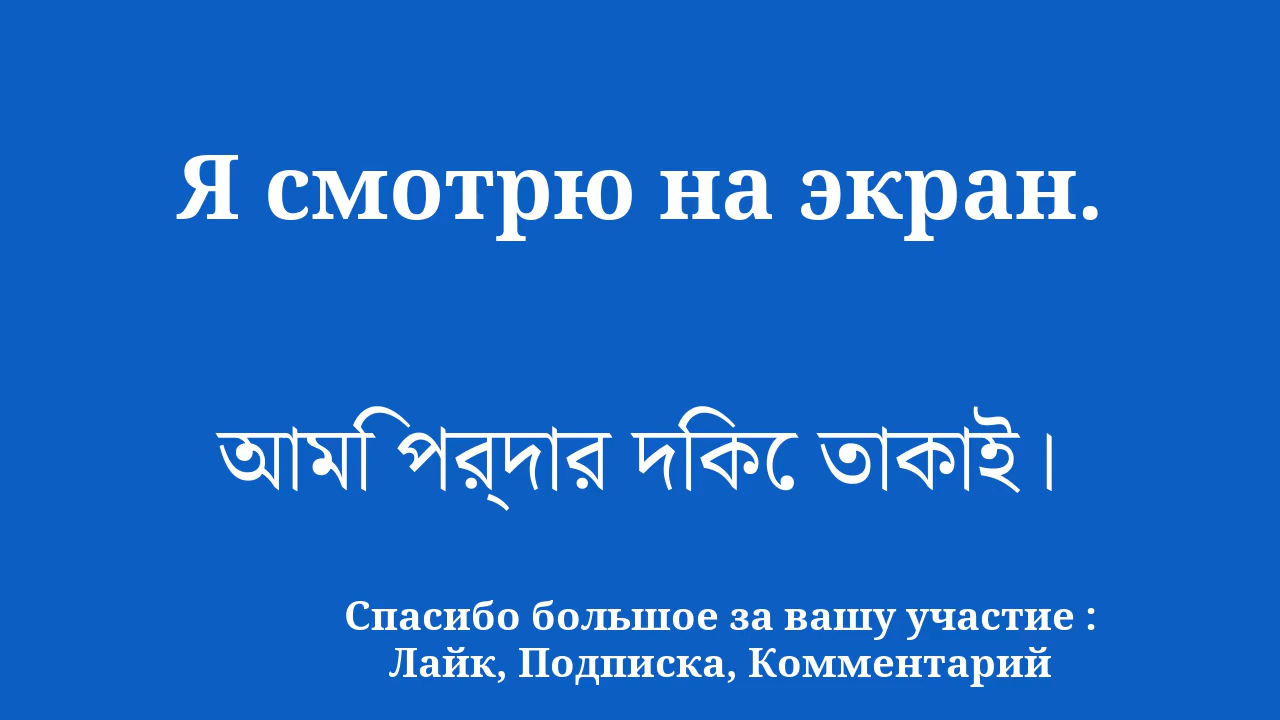 Я смотрю на экран.
আমি পর্দার দিকে তাকাই।
Спасибо большое за вашу участие :
Лайк, Подписка, Комментарий